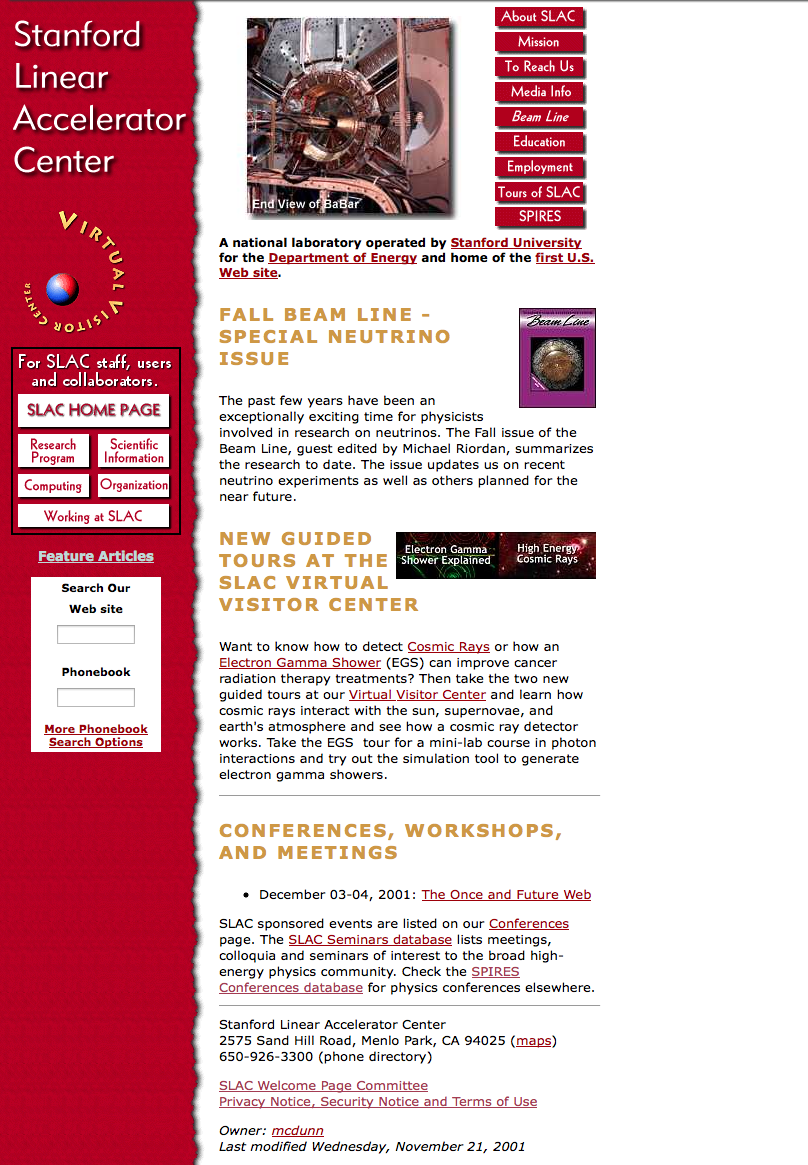 Stanford
Linear
Accelerator
Center
VIRTUAL VISITOR CENTER
For SLAC staff, users
and collaborators.
SLAC HOME PAGE
Research
Program
Scientific
Information
Computing
Organization
Working at SLAC
Feature Articles
Search Our
Web site
Phonebook
More Phonebook
Search Options
End View of BaBar
About SLAC
Mission
To Reach Us
Media Info
Beam Line
Education
Employment
Tours of SLAC
SPIRES
A national laboratory operated by Stanford University
for the Department of Energy and home of the first U.S.
Web site.
FALL BEAM LINE -
SPECIAL NEUTRINO
ISSUE
Beam Line
The past few years have been an
exceptionally exciting time for physicists
involved in research on neutrinos. The Fall issue of the
Beam Line, guest edited by Michael Riordan, summarizes
the research to date. The issue updates us on recent
neutrino experiments as well as others planned for the
near future.
NEW GUIDED
TOURS AT THE
SLAC VIRTUAL
VISITOR CENTER
Electron Gamma
Shower Explained
High Energy
Cosmic Rays
Want to know how to detect Cosmic Rays or how an
Electron Gamma Shower (EGS) can improve cancer
radiation therapy treatments? Then take the two new
guided tours at our Virtual Visitor Center and learn how
cosmic rays interact with the sun, supernovae, and
earth's atmosphere and see how a cosmic ray detector
works. Take the EGS tour for a mini-lab course in photon
interactions and try out the simulation tool to generate
electron gamma showers.
CONFERENCES, WORKSHOPS,
AND MEETINGS
• December 03-04, 2001: The Once and Future Web
SLAC sponsored events are listed on our Conferences
page. The SLAC Seminars database lists meetings,
colloquia and seminars of interest to the broad high-
energy physics community. Check the SPIRES
Conferences database for physics conferences elsewhere.
Stanford Linear Accelerator Center
2575 Sand Hill Road, Menlo Park, CA 94025 (maps)
650-926-3300 (phone directory)
SLAC Welcome Page Committee
Privacy Notice, Security Notice and Terms of Use
Owner: mcdunn
Last modified Wednesday, November 21, 2001